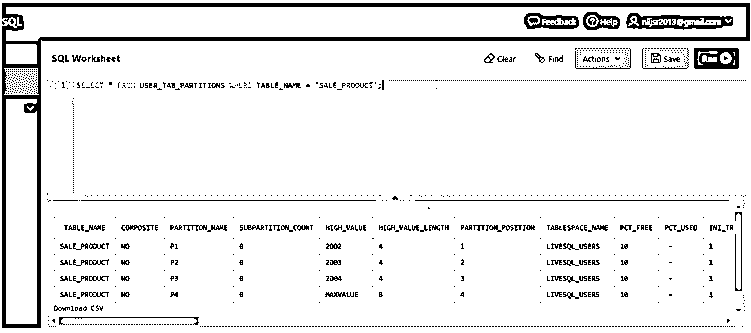 SQL
Feedback Help nijsr2013@gmail.com
SQL Worksheet Clear Find Actions Save Run
1 SELECT * FROM USER_TAB_PARTITIONS WHERE TABLE_NAME = 'SALE_PRODUCT';
TABLE_NAME COMPOSITE PARTITION_NAME SUBPARTITION_COUNT HIGH_VALUE HIGH_VALUE_LENGTH PARTITION_POSITION TABLESPACE_NAME PCT_FREE PCT_USED INI_TR
SALE_PRODUCT NO P1 0 2002 4 1 LIVESQL_USERS 10 - 1
SALE_PRODUCT NO P2 0 2003 4 2 LIVESQL_USERS 10 - 1
SALE_PRODUCT NO P3 0 2004 4 3 LIVESQL_USERS 10 - 1
SALE_PRODUCT NO P4 0 MAXVALUE 8 4 LIVESQL_USERS 10 - 1
Download CSV